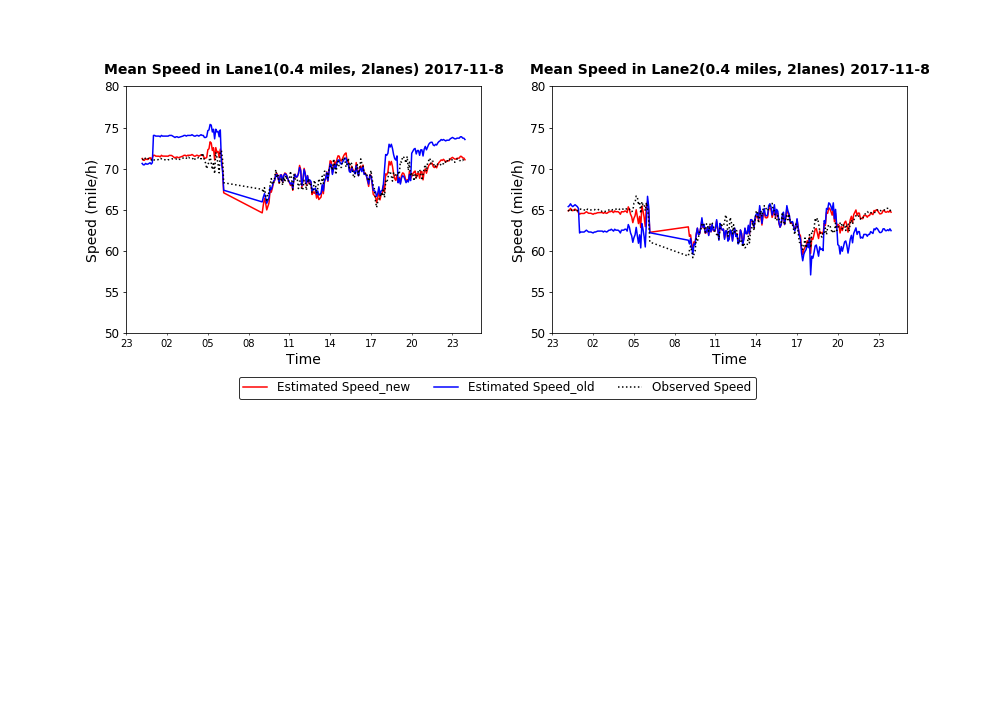 Mean Speed in Lane1(0.4 miles, 2lanes) 2017-11-8
80
75
70
65
60
55
50
Speed (mile/h)
23 02 05 08 11 14 17 20 23
Time
Mean Speed in Lane2(0.4 miles, 2lanes) 2017-11-8
80
75
70
65
60
55
50
Speed (mile/h)
23 02 05 08 11 14 17 20 23
Time
Estimated Speed_new Estimated Speed_old Observed Speed